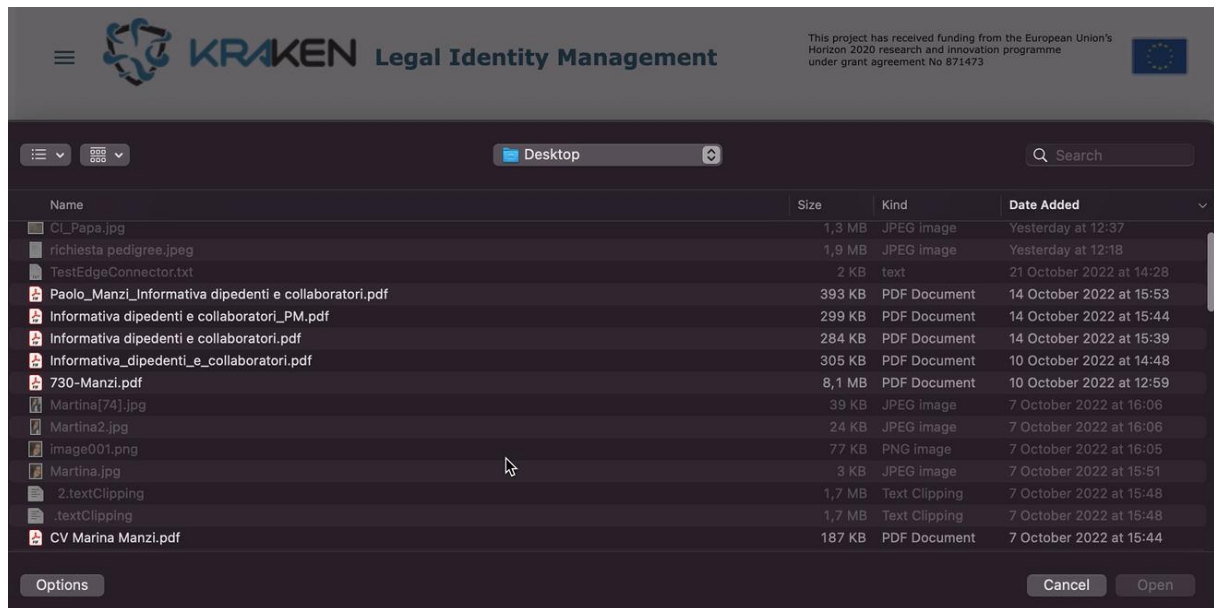 KRAKEN Legal Identity Management
This project has received funding from the European Union's
Horizon 2020 research and innovation programme
under grant agreement No 871473
Desktop
Search
Name Size Kind Date Added
CI_Papa.jpg 1,3 MB JPEG image Yesterday at 12:37
richiesta pedigree.jpeg 1,9 MB JPEG image Yesterday at 12:18
TestEdgeConnector.txt 2 KB text 21 October 2022 at 14:28
Paolo_Manzi_Informativa dipedenti e collaboratori.pdf 393 KB PDF Document 14 October 2022 at 15:53
Informativa dipedenti e collaboratori_PM.pdf 299 KB PDF Document 14 October 2022 at 15:44
Informativa dipedenti e collaboratori.pdf 284 KB PDF Document 14 October 2022 at 15:39
Informativa_dipedenti_e_collaboratori.pdf 305 KB PDF Document 10 October 2022 at 14:48
730-Manzi.pdf 8,1 MB PDF Document 10 October 2022 at 12:59
Martina[74].jpg 39 KB JPEG image 7 October 2022 at 16:06
Martina2.jpg 24 KB JPEG image 7 October 2022 at 16:06
image001.png 77 KB PNG image 7 October 2022 at 16:05
Martina.jpg 3 KB JPEG image 7 October 2022 at 15:51
2.textClipping 1,7 MB Text Clipping 7 October 2022 at 15:48
.textClipping 1,7 MB Text Clipping 7 October 2022 at 15:48
CV Marina Manzi.pdf 187 KB PDF Document 7 October 2022 at 15:44
Options Cancel Open